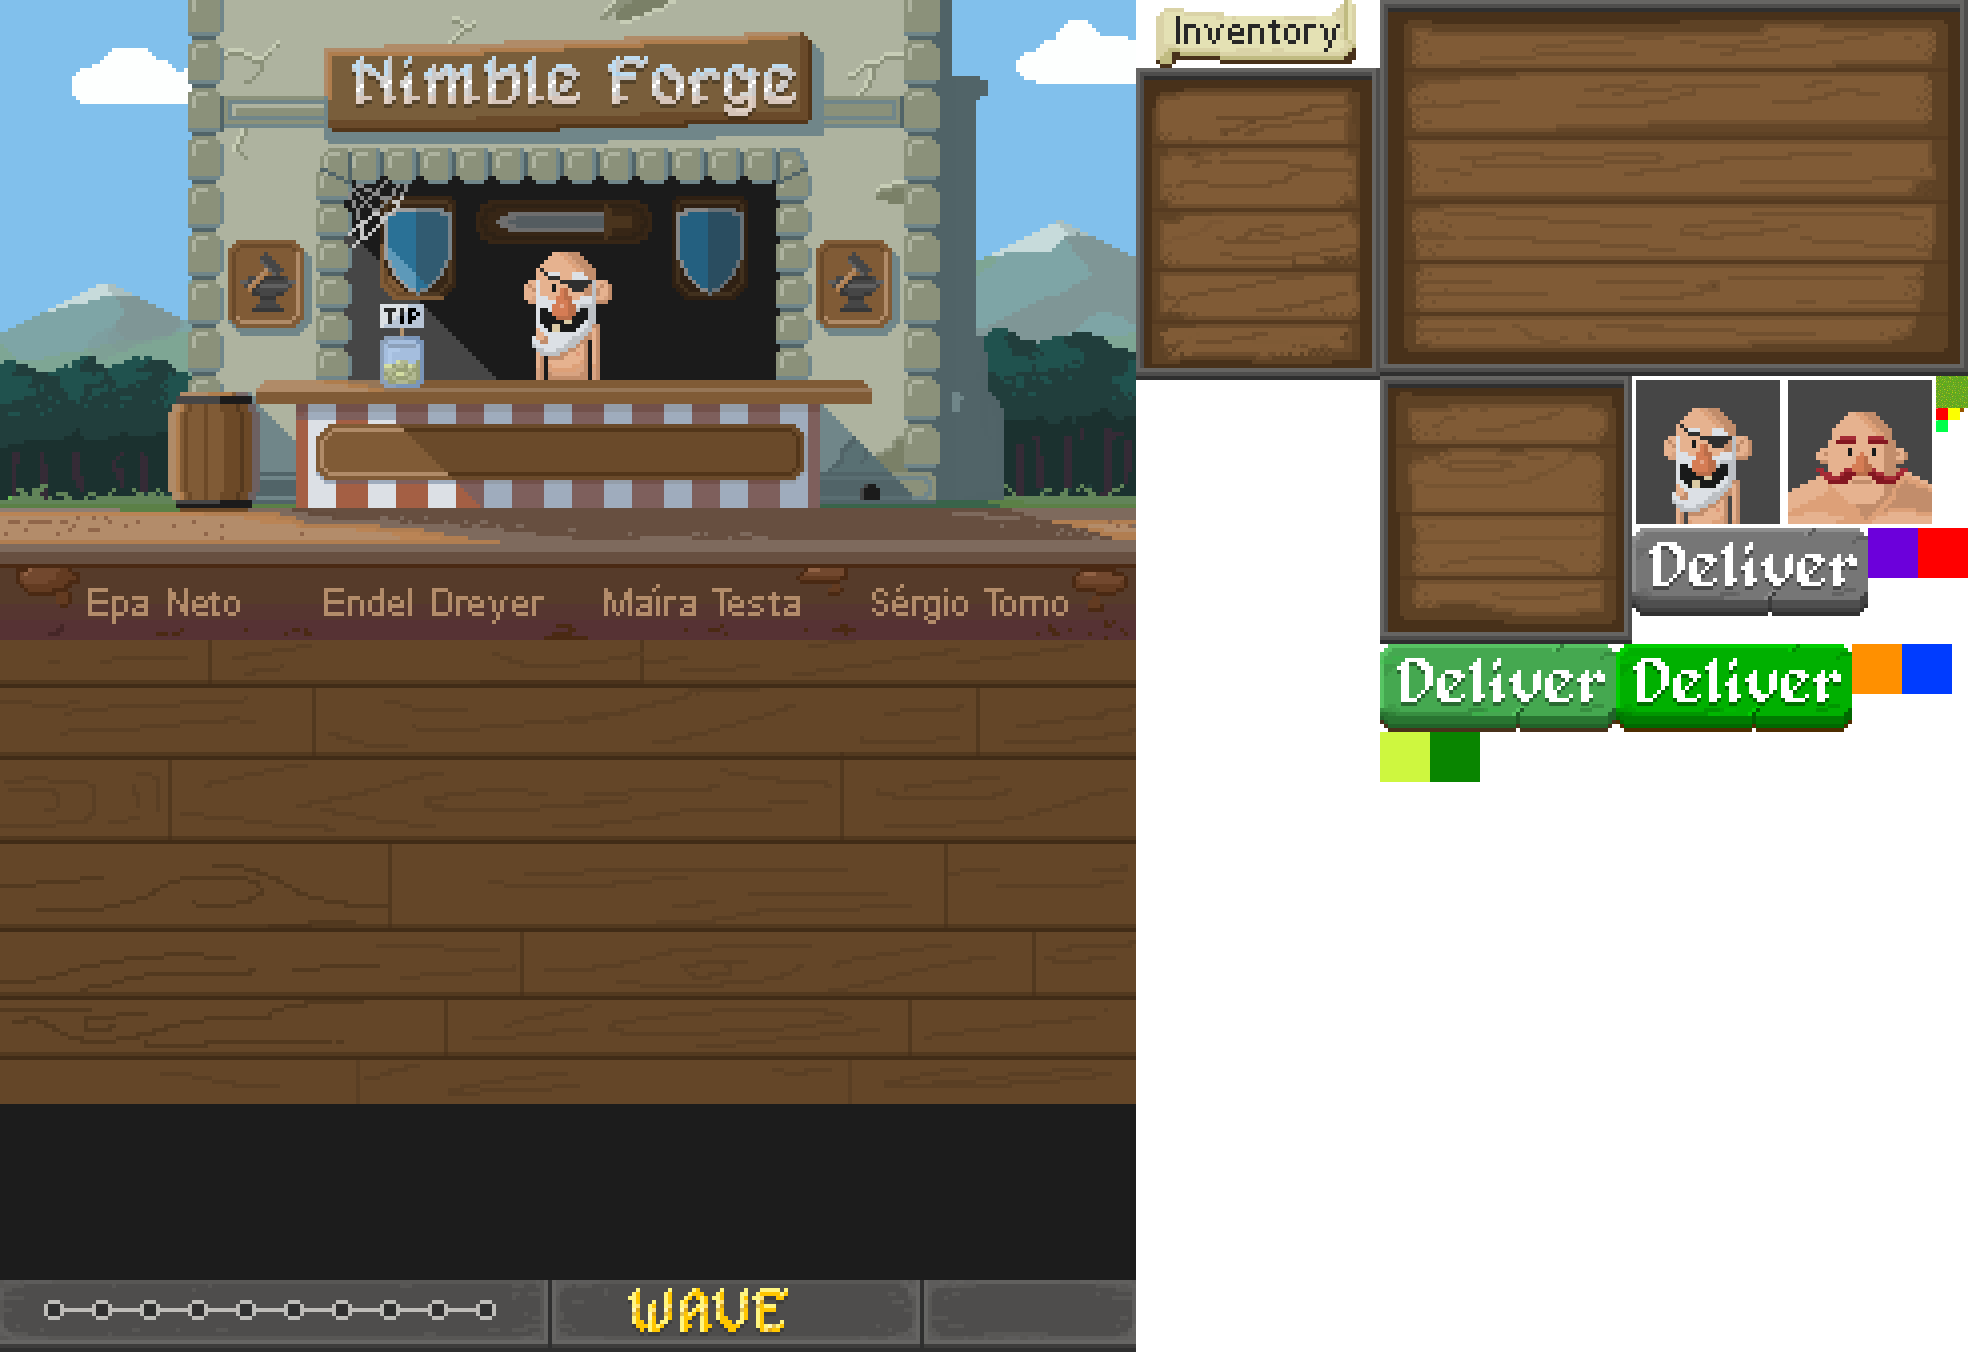 Nimble Forge
TiP
Epa Neto
Endel Dreyer
Maíra Testa
Sérgio Tomo
WAVE
Inventory
Deliver
Deliver
Deliver